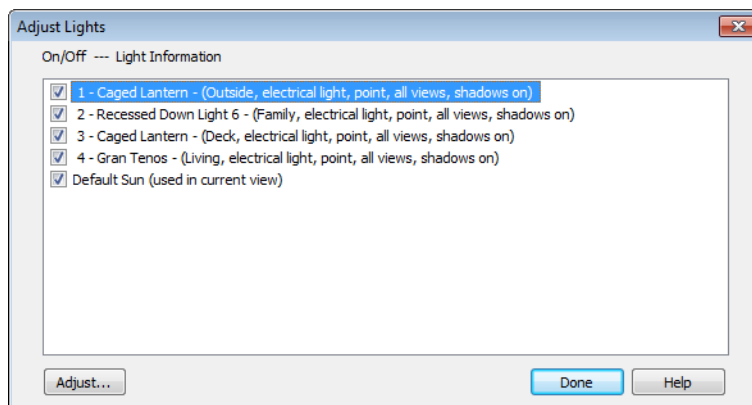 Adjust Lights
On/Off --- Light Information
1 - Caged Lantern - (Outside, electrical light, point, all views, shadows on)
2 - Recessed Down Light 6 - (Family, electrical light, point, all views, shadows on)
3 - Caged Lantern - (Deck, electrical light, point, all views, shadows on)
4 - Gran Tenos - (Living, electrical light, point, all views, shadows on)
Default Sun (used in current view)
Adjust... Done Help